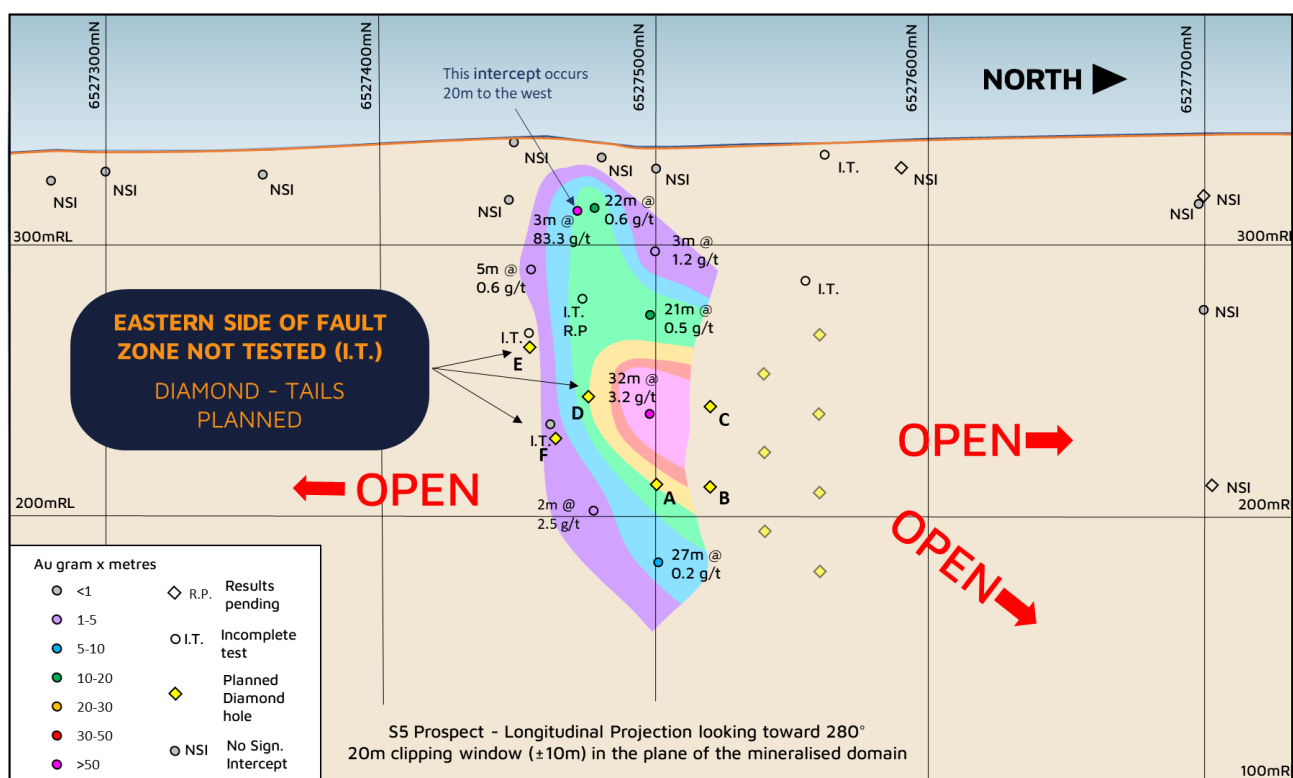 6527300mN
6527400mN
6527500mN
6527600mN
6527700mN
This intercept occurs
20m to the west
NORTH
NSI
NSI
NSI
NSI
NSI
NSI
NSI
I.T.
NSI
NSI
NSI
3m @
83.3 g/t
22m @
0.6 g/t
300mRL
3m @
1.2 g/t
300mRL
5m @
0.6 g/t
I.T.
R.P
21m @
0.5 g/t
I.T.
NSI
EASTERN SIDE OF FAULT
ZONE NOT TESTED (I.T.)
DIAMOND - TAILS
PLANNED
I.T.
E
32m @
3.2 g/t
D
C
I.T.
F
OPEN
OPEN
A
B
NSI
200mRL
2m @
2.5 g/t
200mRL
OPEN
27m @
0.2 g/t
Au gram x metres
<1
1-5
5-10
10-20
20-30
30-50
>50
R.P.
Results
pending
I.T.
Incomplete
test
Planned
Diamond
hole
NSI
No Sign.
Intercept
S5 Prospect - Longitudinal Projection looking toward 280°
20m clipping window (±10m) in the plane of the mineralised domain
100mRL